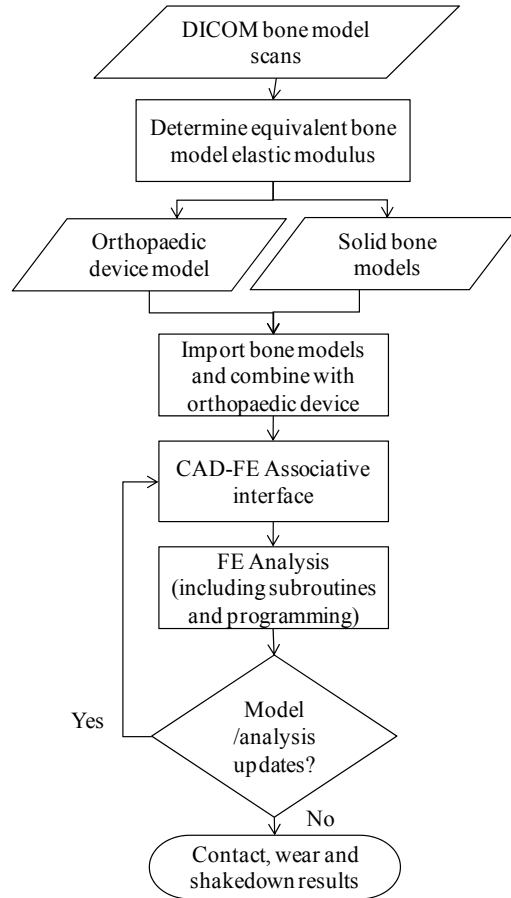 DICOM bone model
scans
Determine equivalent bone
model elastic modulus
Orthopaedic
device model
Solid bone
models
Import bone models
and combine with
orthopaedic device
CAD-FE Associative
interface
FE Analysis
(including subroutines
and programming)
Yes
Model
/analysis
updates?
No
Contact, wear and
shakedown results